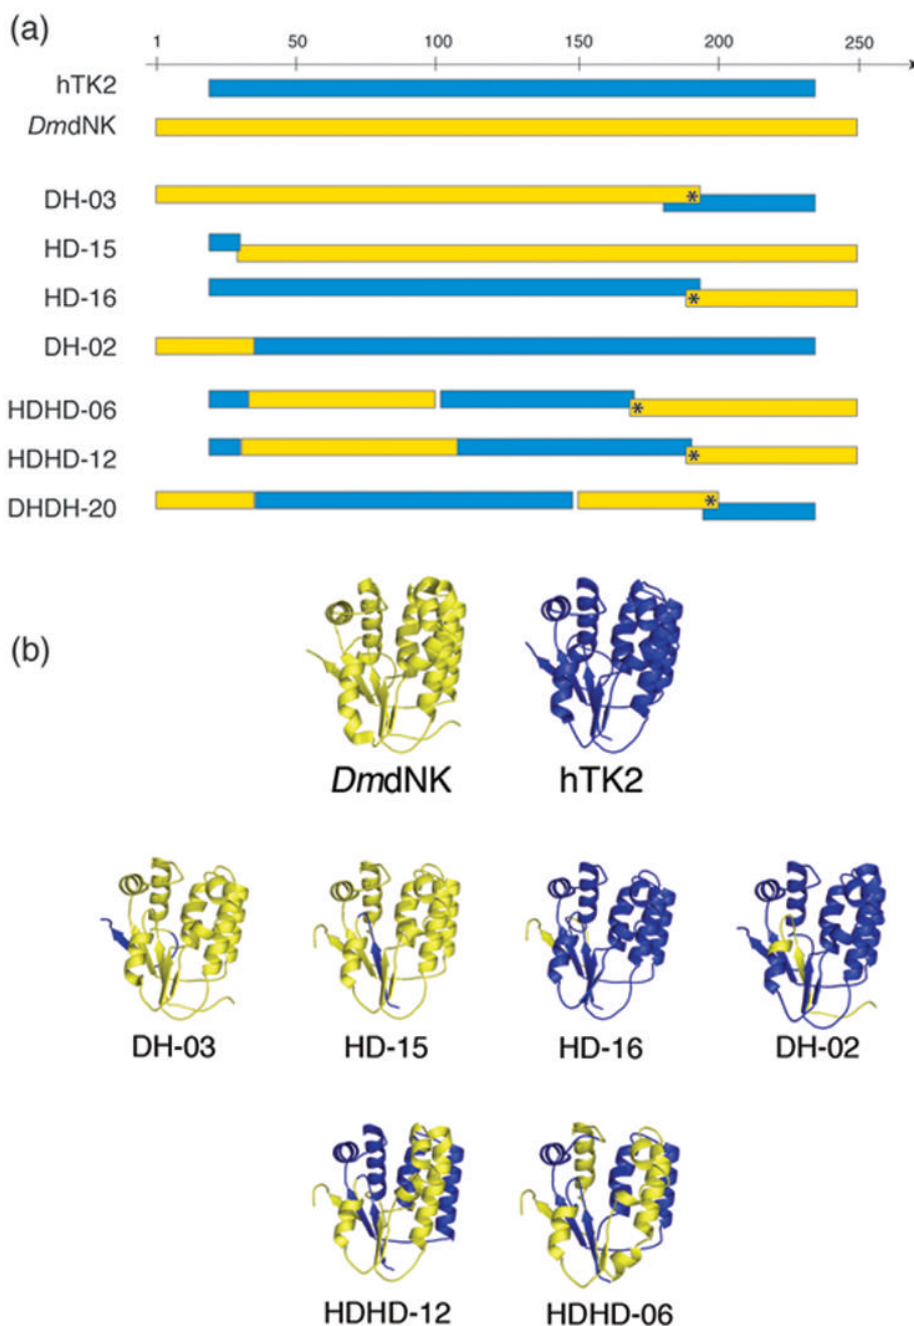 (a)
1 50 100 150 200 250
hTK2
DmdNK
DH-03 *
HD-15
HD-16 *
DH-02
HDHD-06 *
HDHD-12 *
DHDH-20 *
(b)
DmdNK hTK2
DH-03 HD-15 HD-16 DH-02
HDHD-12 HDHD-06